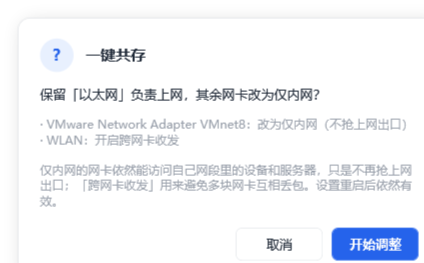 ?
一键共存
保留「以太网」负责上网，其余网卡改为仅内网？
· VMware Network Adapter VMnet8：改为仅内网（不抢上网出口）
· WLAN：开启跨网卡收发
仅内网的网卡依然能访问自己网段里的设备和服务器，只是不再抢上网
出口；「跨网卡收发」用来避免多块网卡互相丢包。设置重启后依然有
效。
取消
开始调整